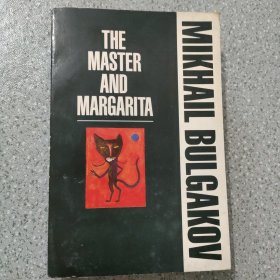 THE
MASTER
AND
MARGARITA
MIKHAIL BULGAKOV